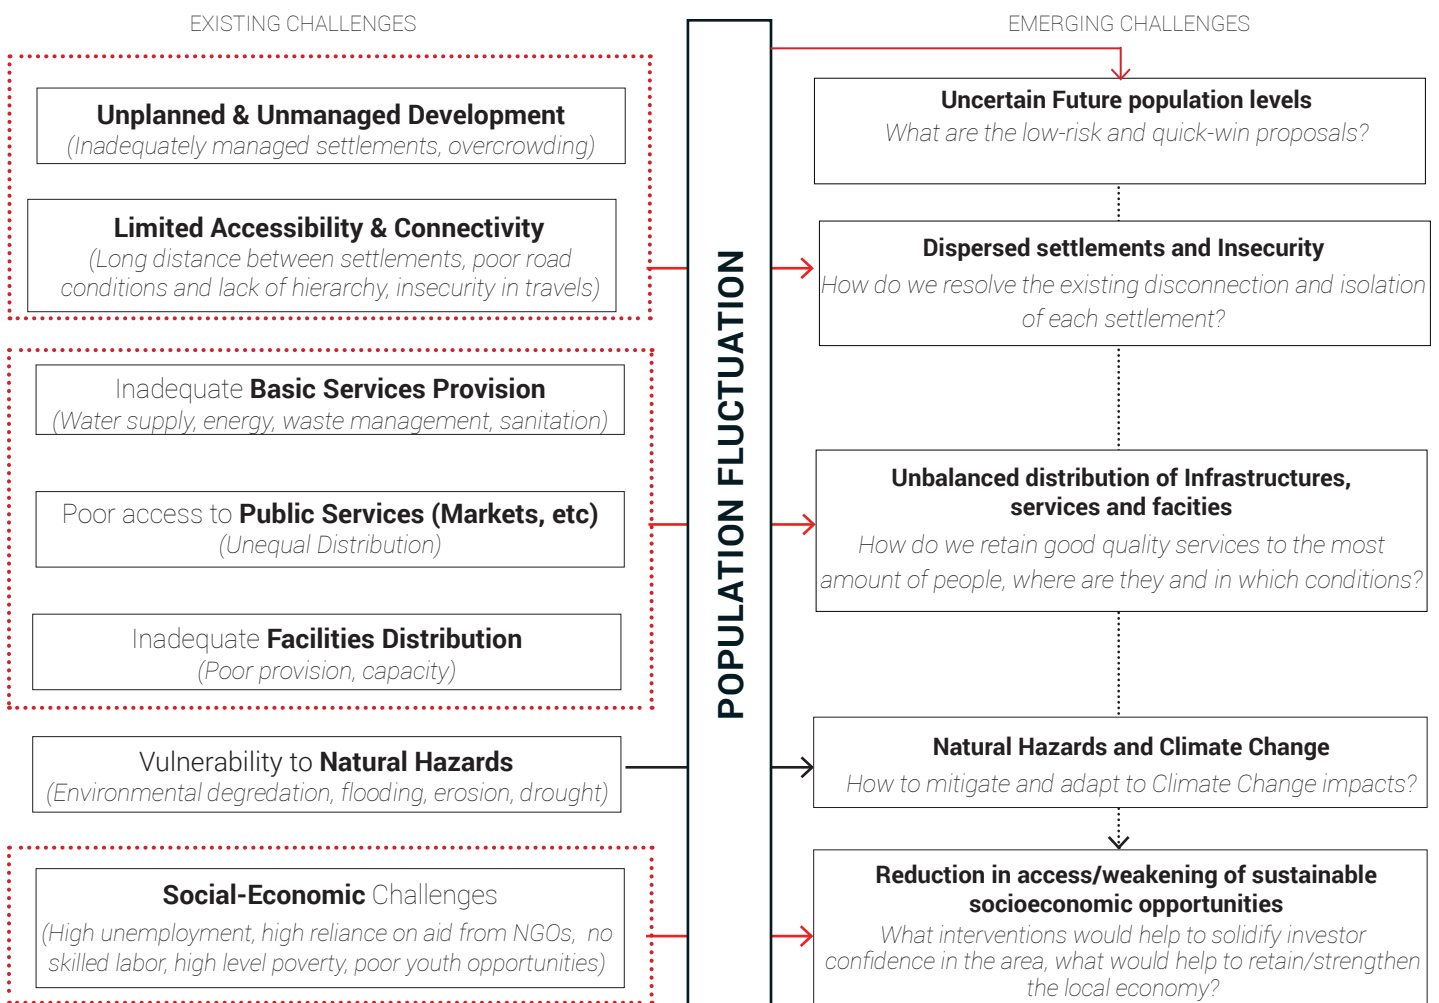 EXISTING CHALLENGES
Unplanned & Unmanaged Development
(Inadequately managed settlements, overcrowding)
Limited Accessibility & Connectivity
(Long distance between settlements, poor road
conditions and lack of hierarchy, insecurity in travels)
Inadequate Basic Services Provision
(Water supply, energy, waste management, sanitation)
Poor access to Public Services (Markets, etc)
(Unequal Distribution)
Inadequate Facilities Distribution
(Poor provision, capacity)
Vulnerability to Natural Hazards
(Environmental degredation, flooding, erosion, drought)
Social-Economic Challenges
(High unemployment, high reliance on aid from NGOs, no
skilled labor, high level poverty, poor youth opportunities)
POPULATION FLUCTUATION
EMERGING CHALLENGES
Uncertain Future population levels
What are the low-risk and quick-win proposals?
Dispersed settlements and Insecurity
How do we resolve the existing disconnection and isolation
of each settlement?
Unbalanced distribution of Infrastructures,
services and facities
How do we retain good quality services to the most
amount of people, where are they and in which conditions?
Natural Hazards and Climate Change
How to mitigate and adapt to Climate Change impacts?
Reduction in access/weakening of sustainable
socioeconomic opportunities
What interventions would help to solidify investor
confidence in the area, what would help to retain/strengthen
the local economy?